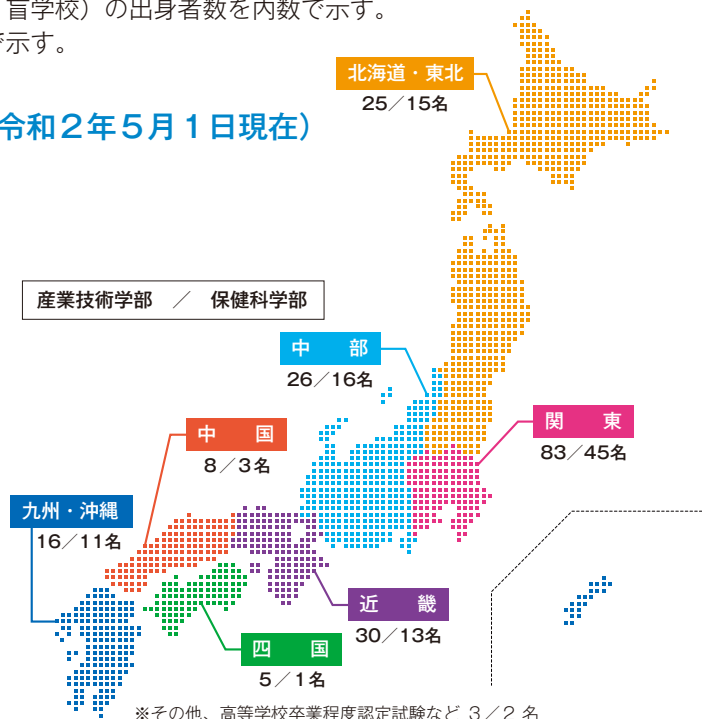 盲学校）の出身者数を内数で示す。
で示す。
令和２年５月１日現在）
北海道・東北
25／15名
産業技術学部　／　保健科学部
中　部
26／16名
中　国
8／3名
関　東
83／45名
九州・沖縄
16／11名
近　畿
30／13名
四　国
5／1名
※その他、高等学校卒業程度認定試験など 3／2 名